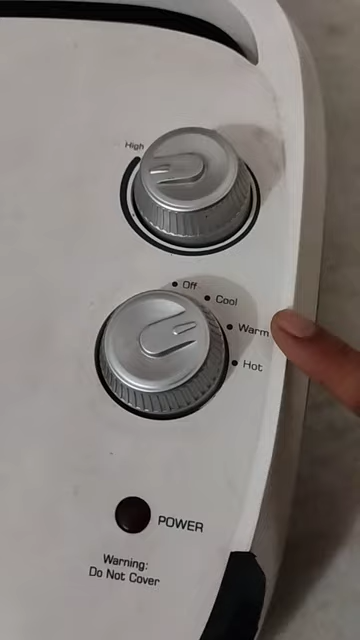 High
Off
Cool
Warm
Hot
POWER
Warning:
Do Not Cover